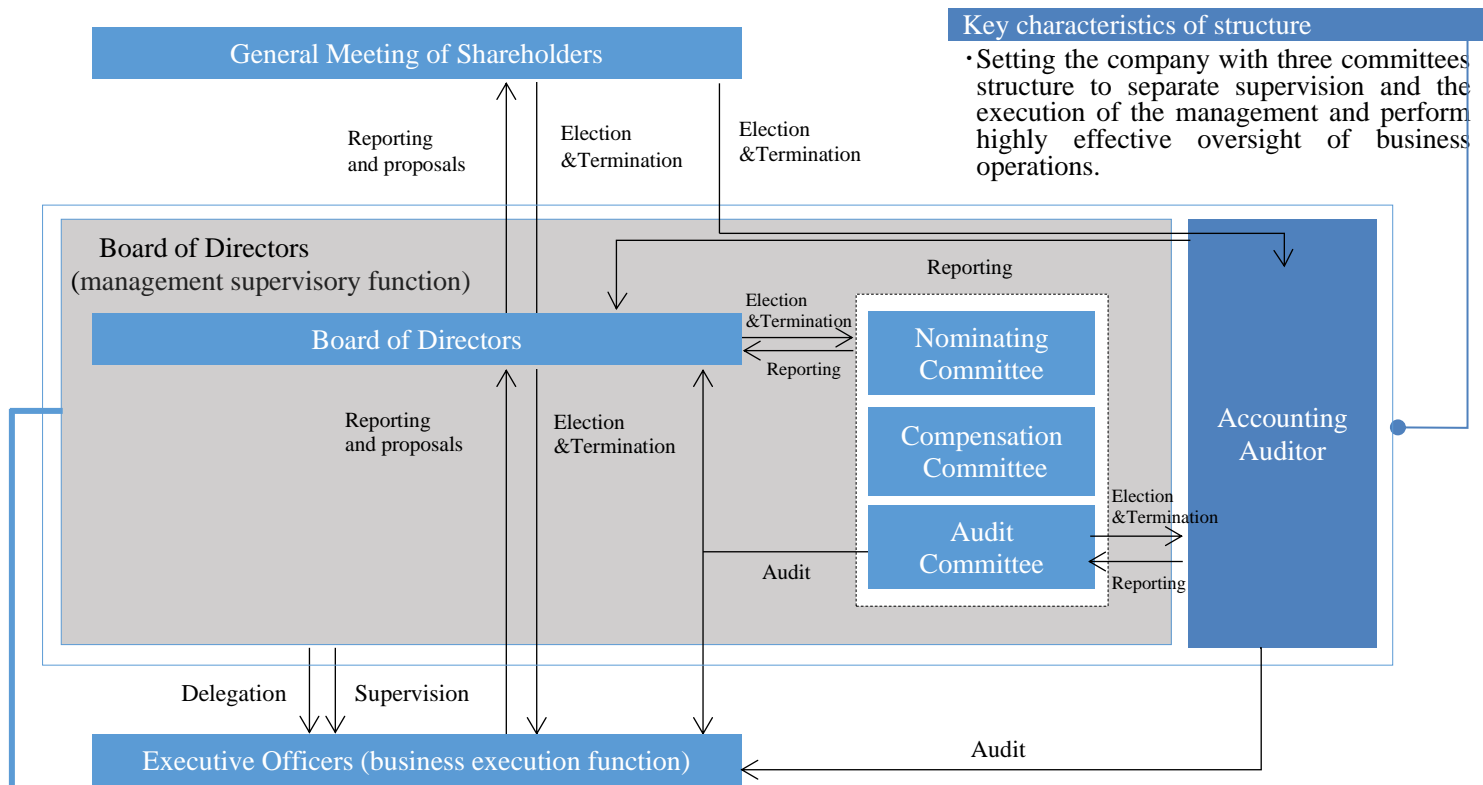 Key characteristics of structure
・Setting the company with three committees
structure to separate supervision and the
execution of the management and perform
highly effective oversight of business
operations.
General Meeting of Shareholders
Reporting
and proposals
Election
&Termination
Election
&Termination
Board of Directors
(management supervisory function)
Reporting
Board of Directors
Election
&Termination
Reporting
Nominating
Committee
Compensation
Committee
Audit
Committee
Accounting
Auditor
Reporting
and proposals
Election
&Termination
Audit
Election
&Termination
Reporting
Delegation
Supervision
Executive Officers (business execution function)
Audit